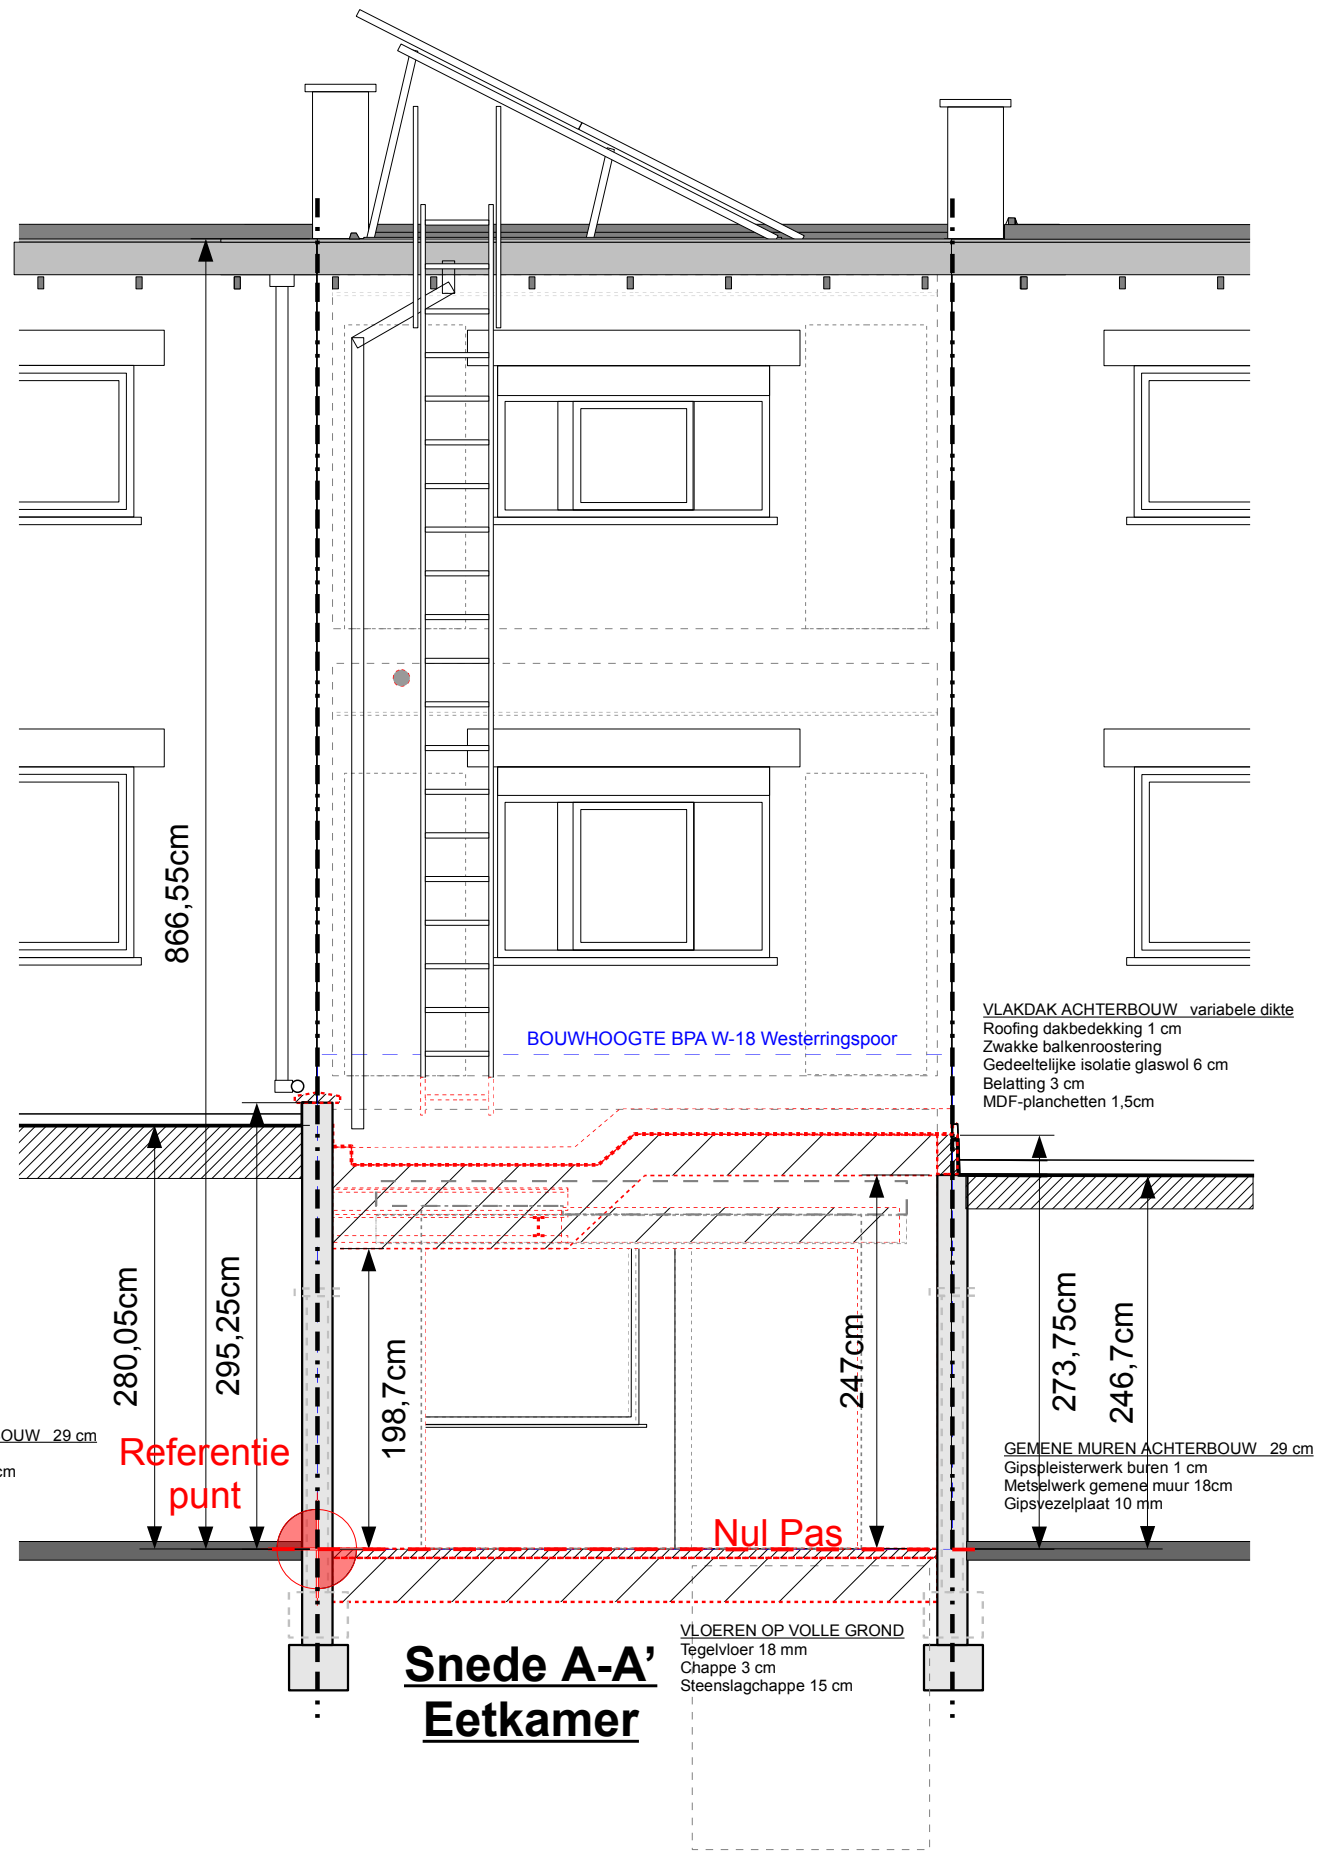 866,55cm
BOUWHOOGTE BPA W-18 Westerringspoor
VLAKDAK ACHTERBOUW variabele dikte
Roofing dakbedekking 1 cm
Zwakke balkenroostering
Gedeeltelijke isolatie glaswol 6 cm
Belatting 3 cm
MDF-planchetten 1,5cm
280,05cm
295,25cm
198,7cm
247cm
273,75cm
246,7cm
OUW 29 cm
cm
Referentie
punt
GEMENE MUREN ACHTERBOUW 29 cm
Gipspleisterwerk buren 1 cm
Metselwerk gemene muur 18cm
Gipsvezelplaat 10 mm
Nul Pas
Snede A-A’
Eetkamer
VLOEREN OP VOLLE GROND
Tegelvloer 18 mm
Chappe 3 cm
Steenslagchappe 15 cm